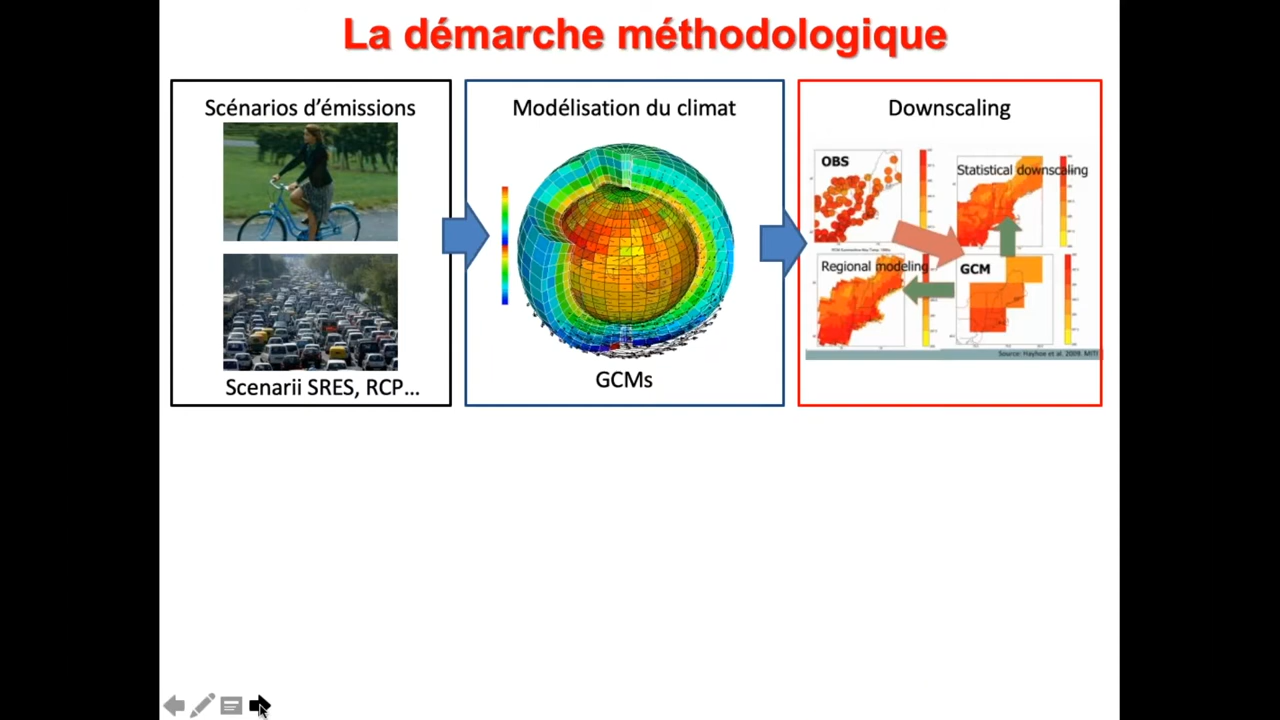 La démarche méthodologique
Scénarios d’émissions
Scenarii SRES, RCP...
Modélisation du climat
GCMs
Downscaling
OBS
Statistical downscaling
Regional modeling
GCM
Source: Hayhoe et al. 2009. MITI